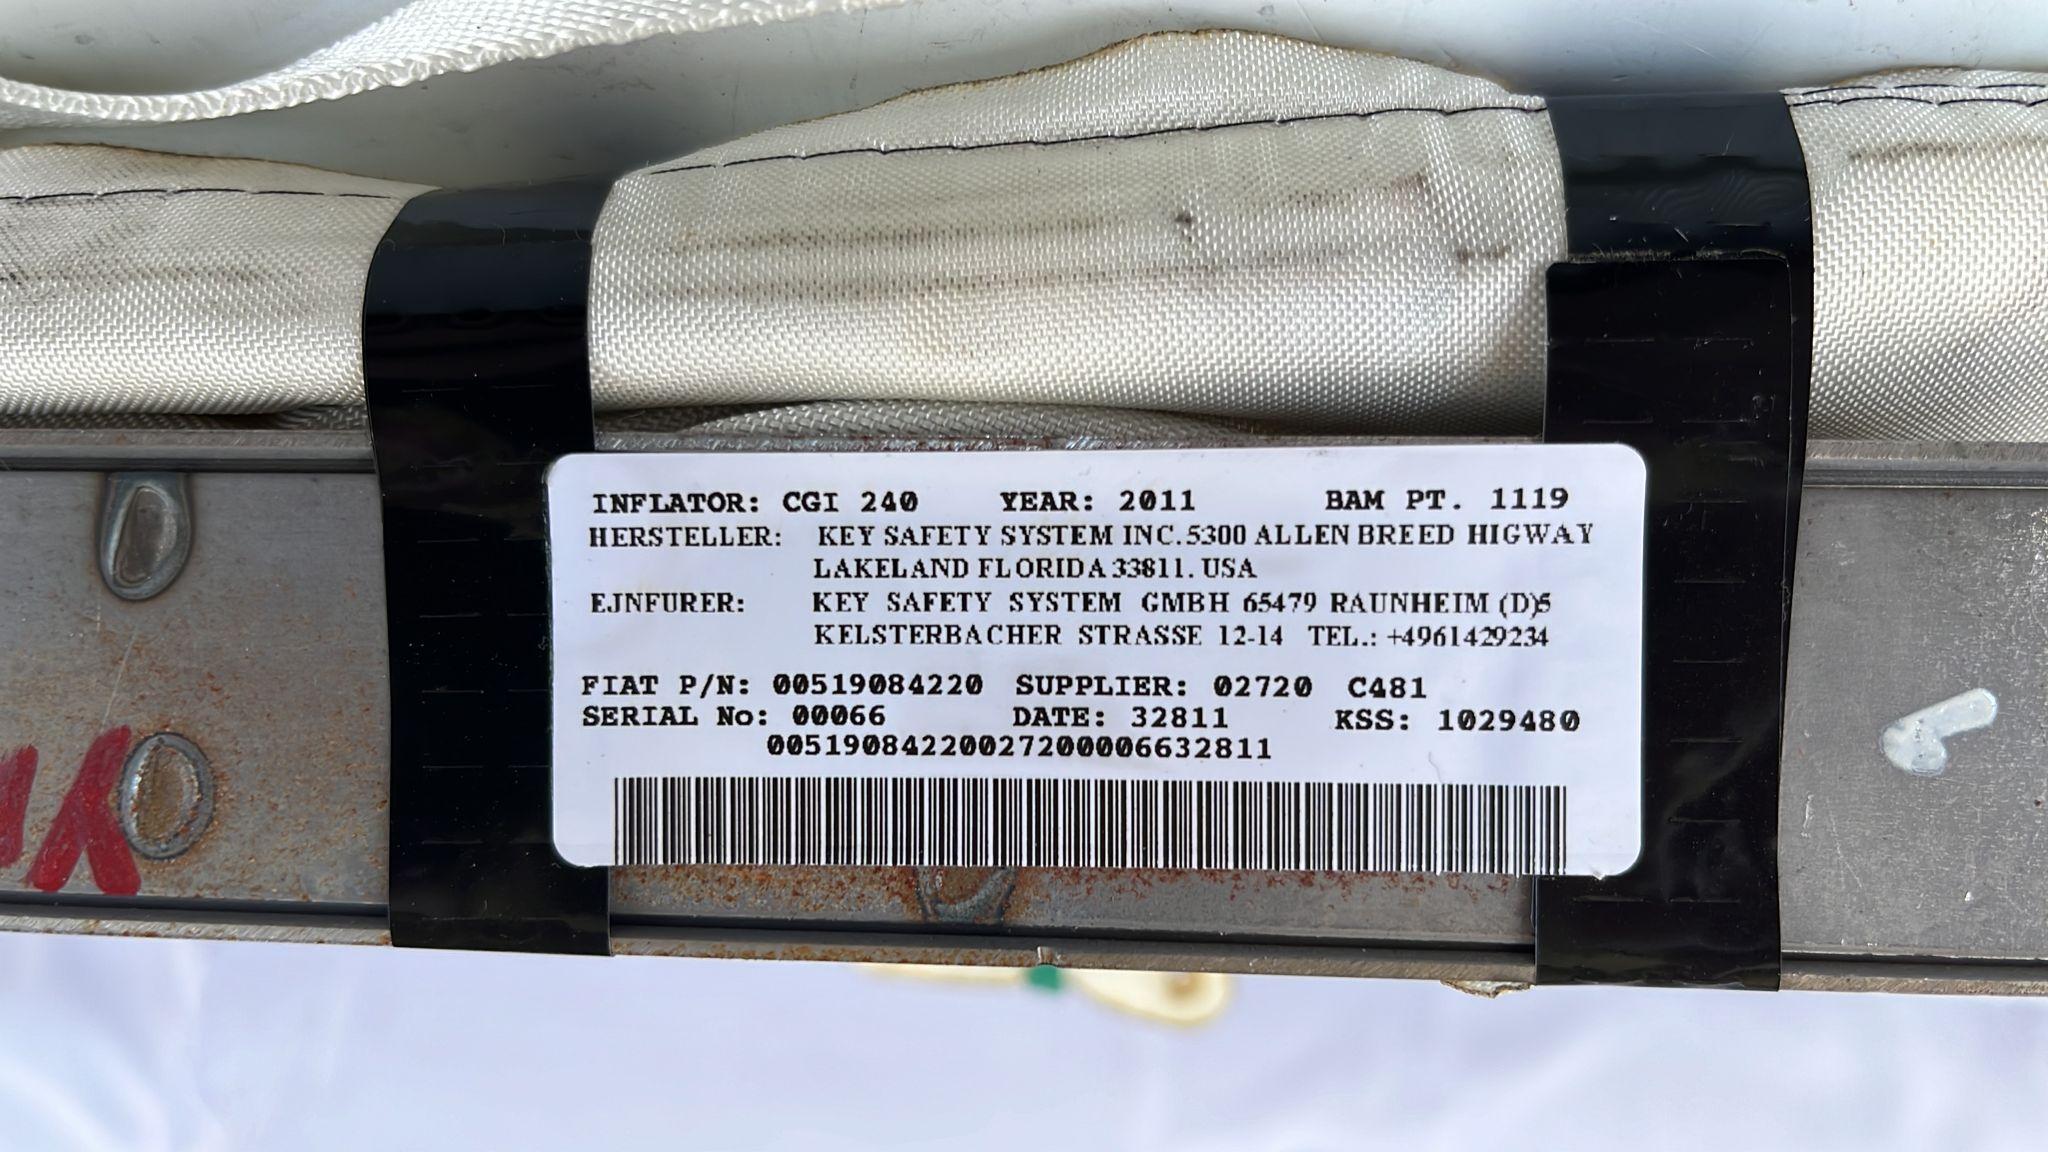 INFLATOR: CGI 240 YEAR: 2011 BAM PT. 1119
HERSTELLER: KEY SAFETY SYSTEM INC. 5300 ALLEN BREED HIGWAY
LAKELAND FLORIDA 33811. USA
EJNFURER: KEY SAFETY SYSTEM GMBH 65479 RAUNHEIM (D)5
KELSTERBACHER STRASSE 12-14 TEL.: +4961429234
FIAT P/N: 00519084220 SUPPLIER: 02720 C481
SERIAL No: 00066 DATE: 32811 KSS: 1029480
00519084220027200006632811